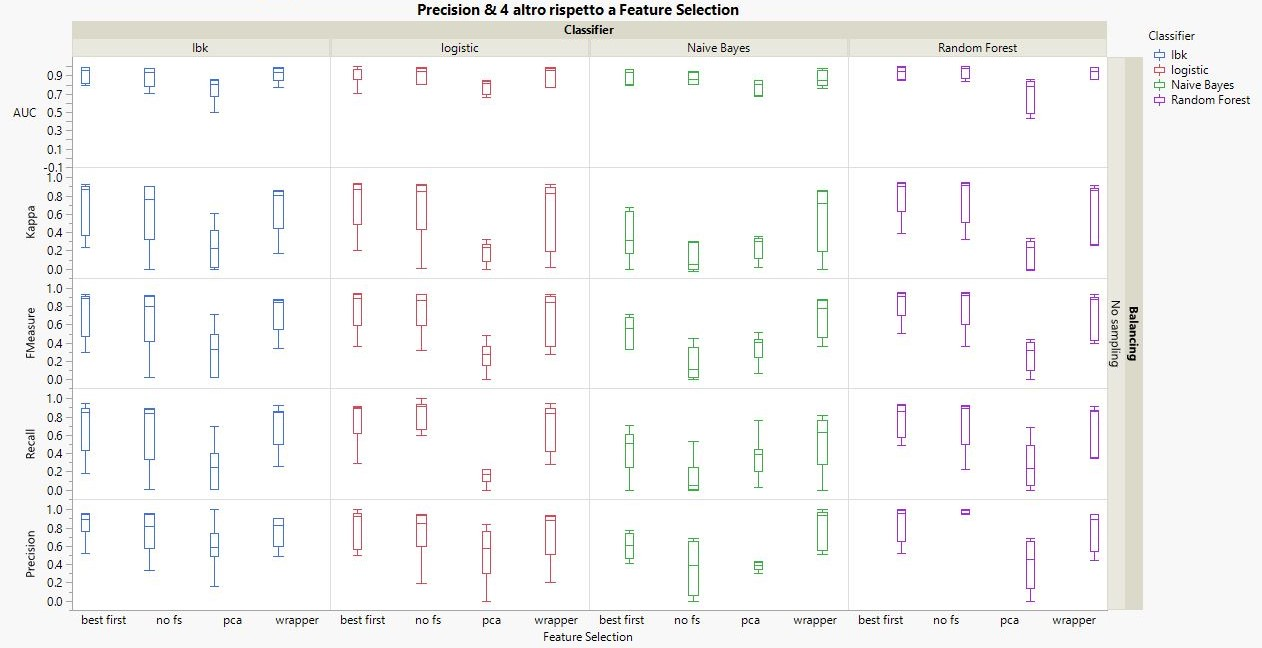 Precision & 4 altro rispetto a Feature Selection
Classifier
Ibk
logistic
Naive Bayes
Random Forest
Classifier
Ibk
logistic
Naive Bayes
Random Forest
AUC
0.9
0.7
0.5
0.3
0.1
-0.1
Kappa
1.0
0.8
0.6
0.4
0.2
0.0
FMeasure
1.0
0.8
0.6
0.4
0.2
0.0
Recall
1.0
0.8
0.6
0.4
0.2
0.0
Precision
1.0
0.8
0.6
0.4
0.2
0.0
No sampling
Balancing
best first no fs pca wrapper best first no fs pca wrapper best first no fs pca wrapper best first no fs pca wrapper
Feature Selection